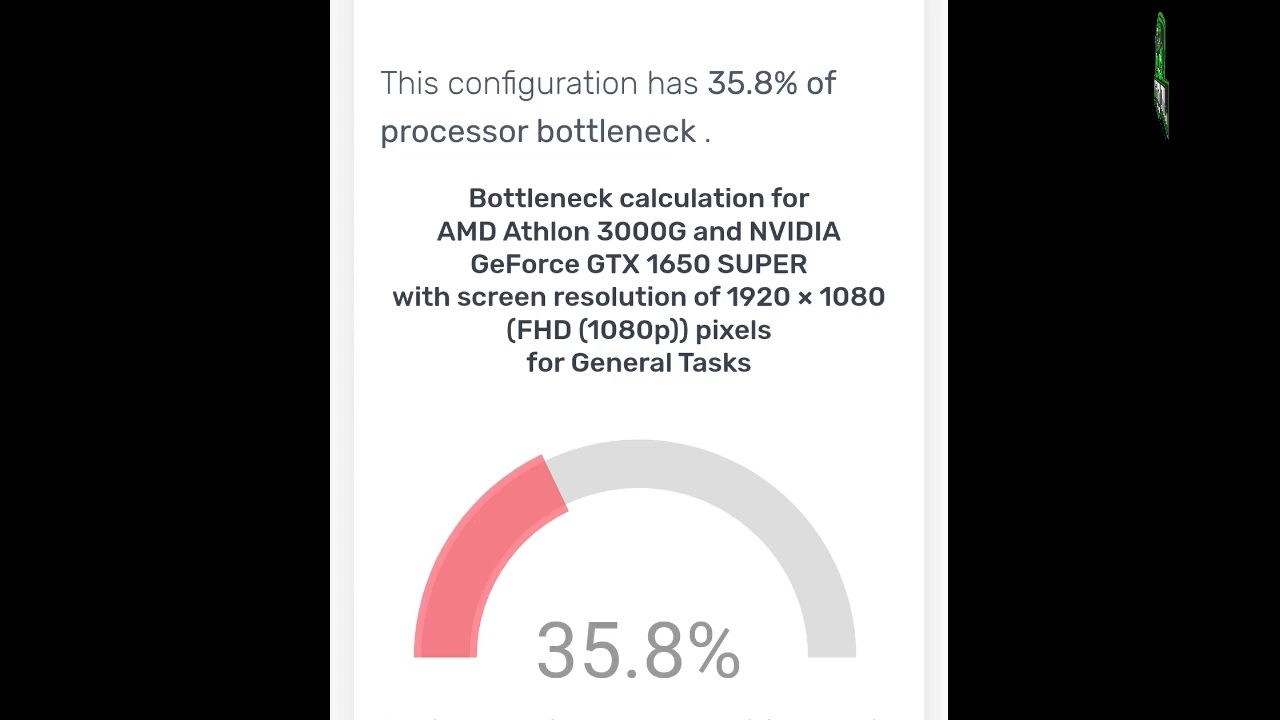 This configuration has 35.8% of
processor bottleneck .
Bottleneck calculation for
AMD Athlon 3000G and NVIDIA
GeForce GTX 1650 SUPER
with screen resolution of 1920 × 1080
(FHD (1080p)) pixels
for General Tasks
35.8%